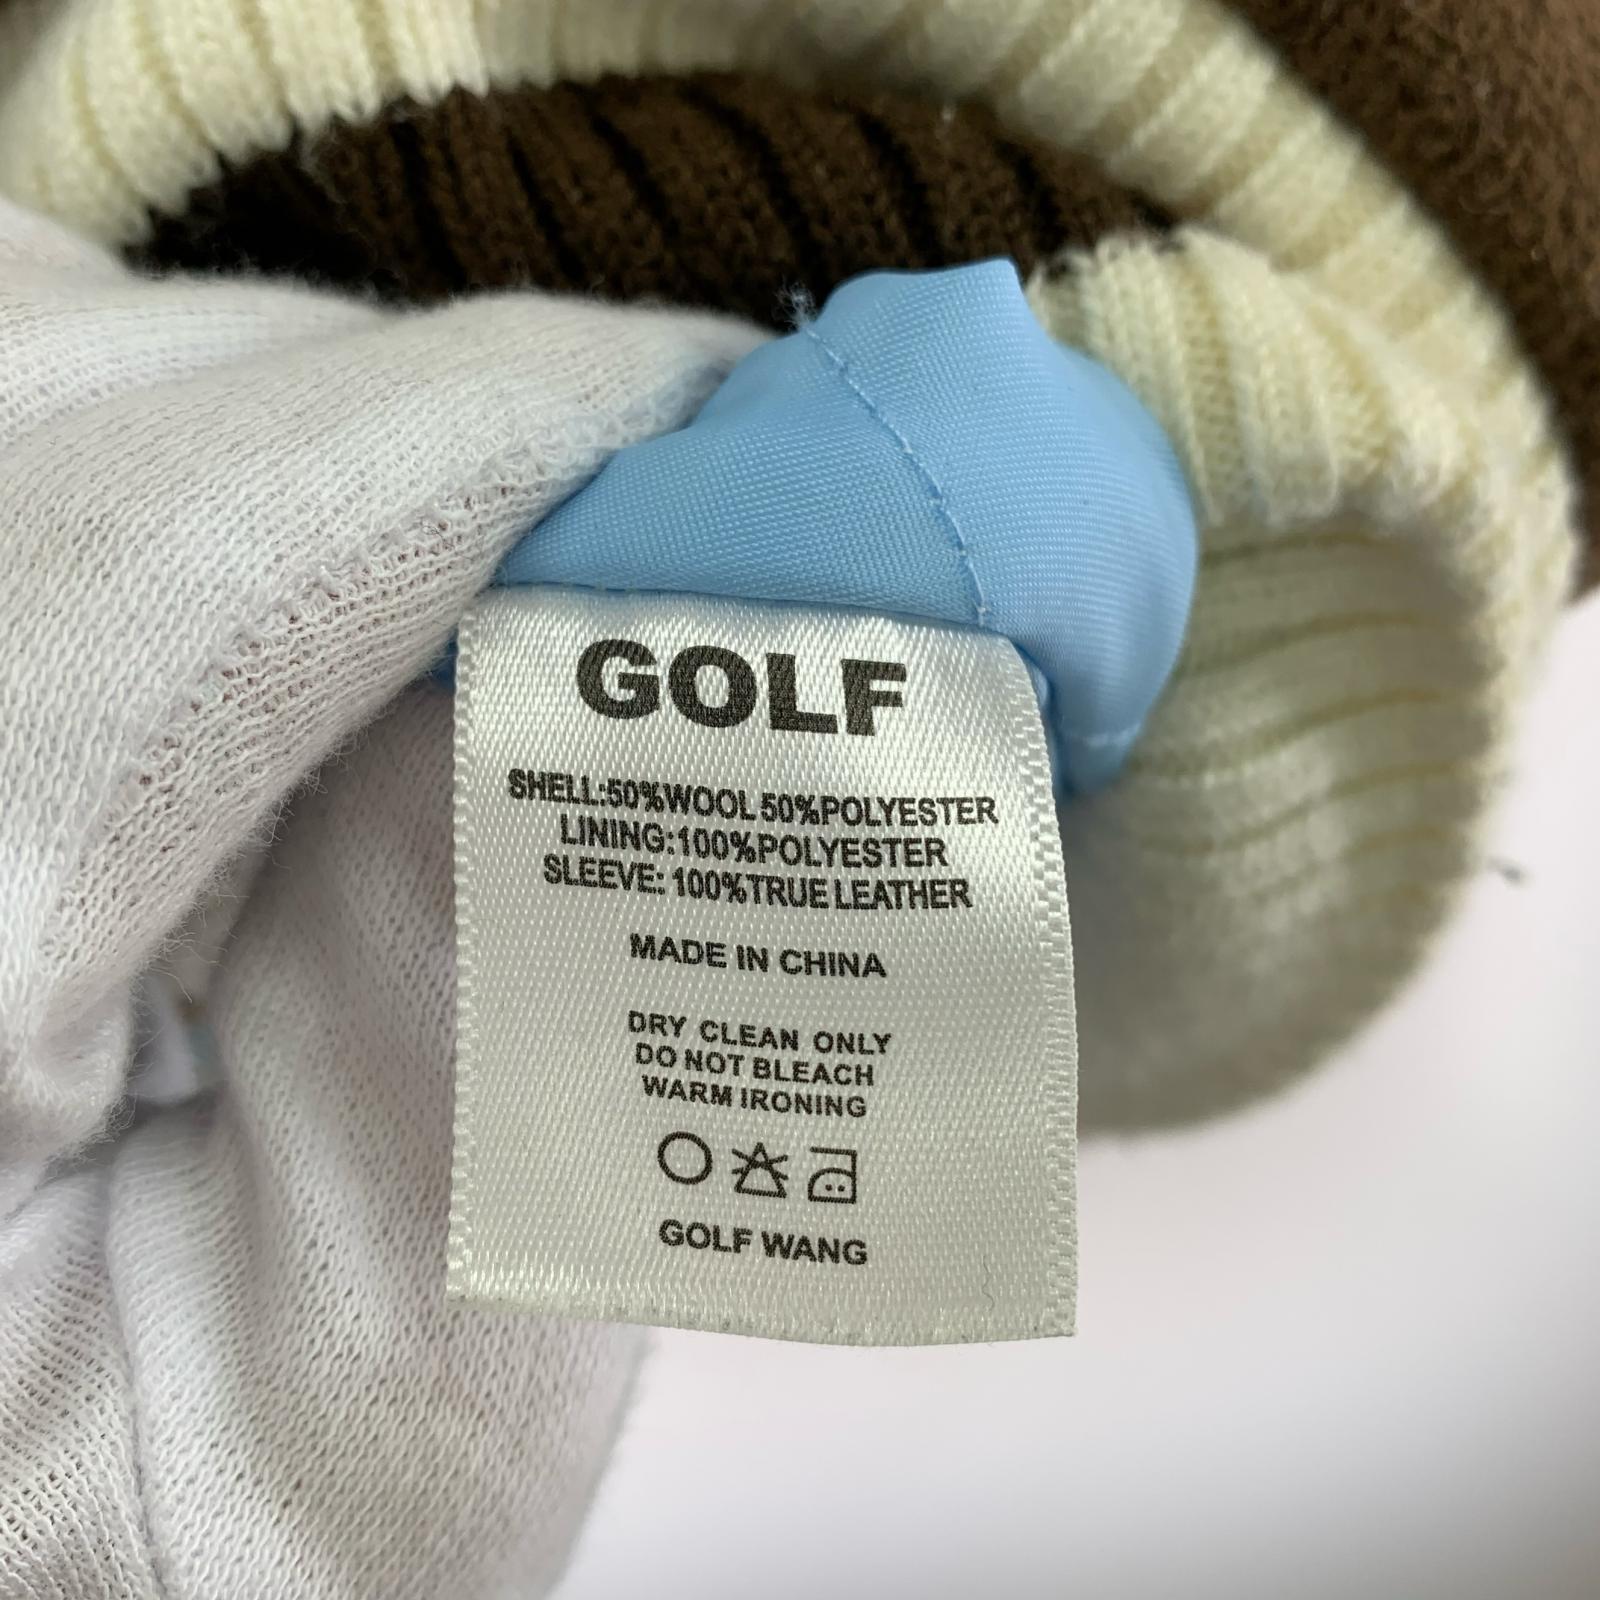 GOLF
SHELL:50%WOOL 50%POLYESTER
LINING:100%POLYESTER
SLEEVE: 100%TRUE LEATHER
MADE IN CHINA
DRY CLEAN ONLY
DO NOT BLEACH
WARM IRONING
GOLF WANG